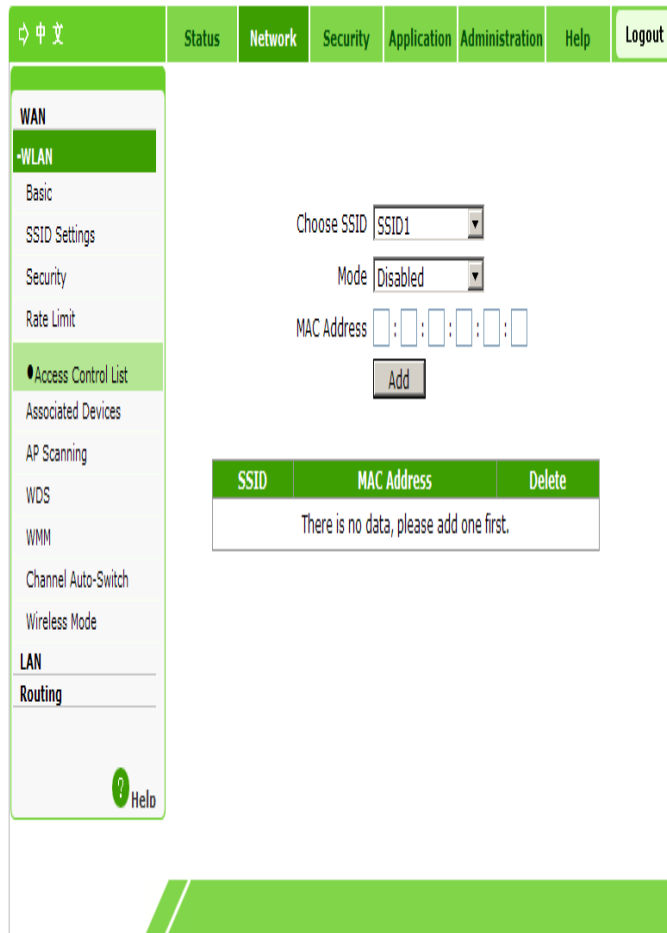 中文
Status Network Security Application Administration Help Logout
WAN
-WLAN
Basic
SSID Settings
Security
Rate Limit
Access Control List
Associated Devices
AP Scanning
WDS
WMM
Channel Auto-Switch
Wireless Mode
LAN
Routing
? Help
Choose SSID SSID1
Mode Disabled
MAC Address : : : : :
Add
SSID MAC Address Delete
There is no data, please add one first.